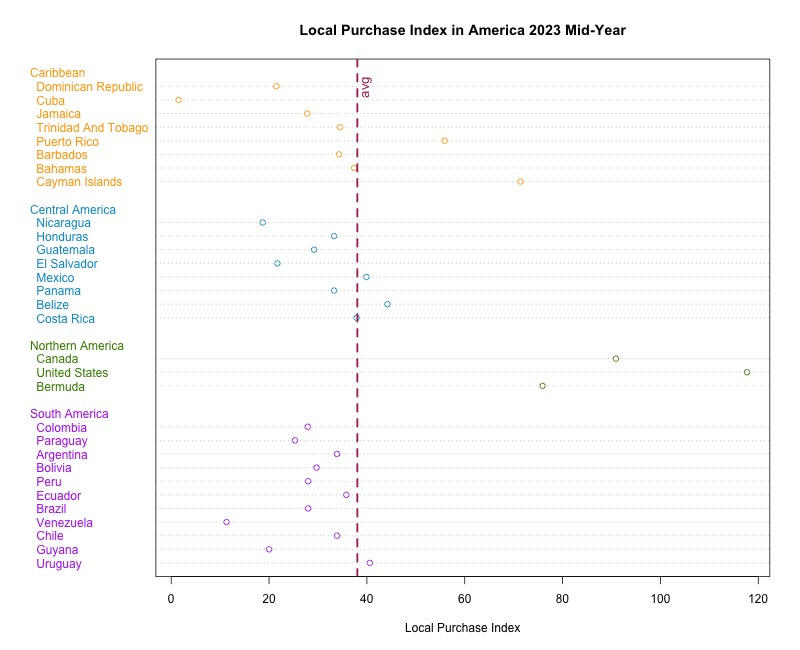 Local Purchase Index in America 2023 Mid-Year
avg
Caribbean
Dominican Republic
Cuba
Jamaica
Trinidad And Tobago
Puerto Rico
Barbados
Bahamas
Cayman Islands
Central America
Nicaragua
Honduras
Guatemala
El Salvador
Mexico
Panama
Belize
Costa Rica
Northern America
Canada
United States
Bermuda
South America
Colombia
Paraguay
Argentina
Bolivia
Peru
Ecuador
Brazil
Venezuela
Chile
Guyana
Uruguay
0 20 40 60 80 100 120
Local Purchase Index